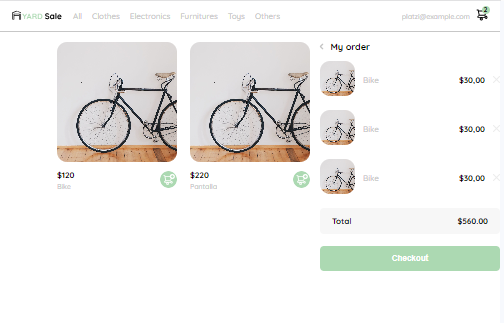 YARD Sale All Clothes Electronics Furnitures Toys Others platzi@example.com 2
My order
Bike $30,00
Bike $30,00
Bike $30,00
$120
Bike
$220
Pantalla
Total $560.00
Checkout